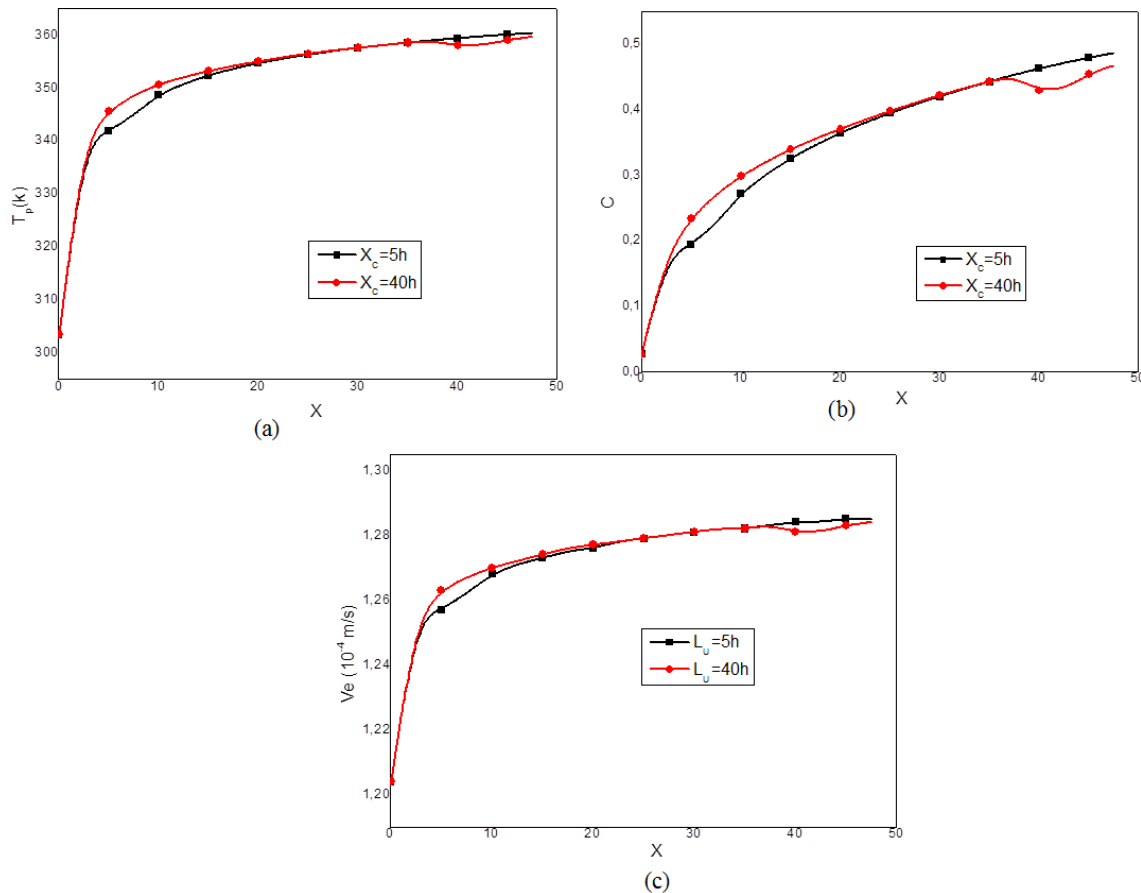 360
350
340
330
320
310
300
T_p(k)
X_c=5h
X_c=40h
0 10 20 30 40 50
X
(a)
0,5
0,4
0,3
0,2
0,1
0,0
C
X_c=5h
X_c=40h
0 10 20 30 40 50
X
(b)
1,30
1,28
1,26
1,24
1,22
1,20
Ve (10^-4 m/s)
L_u=5h
L_u=40h
0 10 20 30 40 50
X
(c)